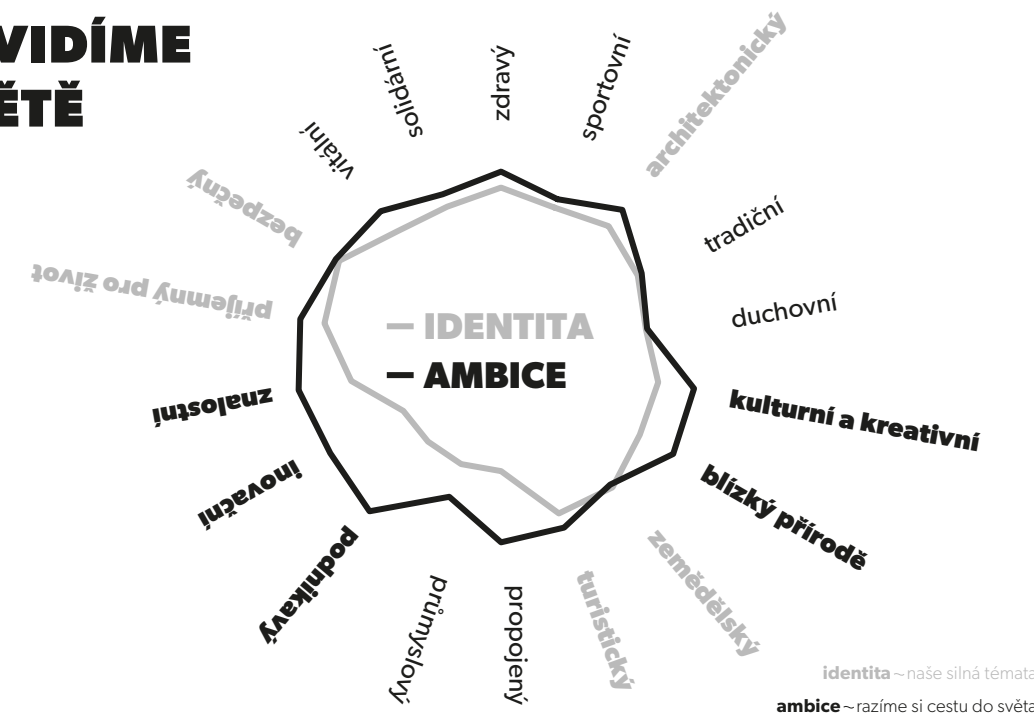 VIDÍME
ĚTĚ
zdravý
sportovní
architektonický
tradiční
duchovní
kulturní a kreativní
blízký přírodě
zemědělský
turistický
propojený
průmyslový
podnikavý
inovační
znalostní
příjemný pro život
bezpečný
vitální
solidární
– IDENTITA
– AMBICE
identita~naše silná témata
ambice~razíme si cestu do světa